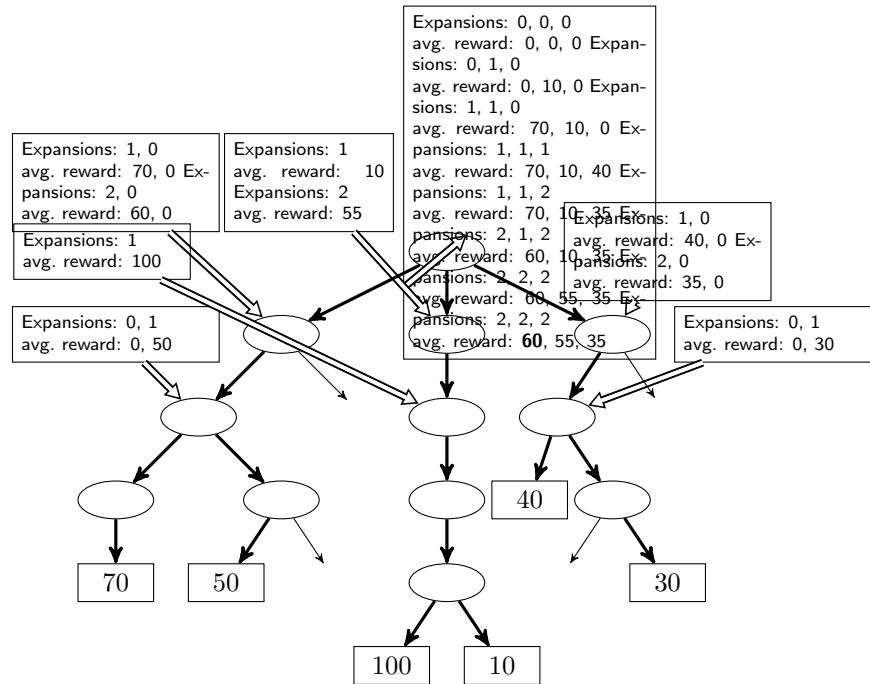 Expansions: 0, 0, 0
avg. reward: 0, 0, 0 Expan-
sions: 0, 1, 0
avg. reward: 0, 10, 0 Expan-
sions: 1, 1, 0
avg. reward: 70, 10, 0 Ex-
pansions: 1, 1, 1
avg. reward: 70, 10, 40 Ex-
pansions: 1, 1, 2
avg. reward: 70, 10, 35 Ex-
pansions: 2, 1, 2
avg. reward: 60, 10, 35 Ex-
pansions: 2, 2, 2
avg. reward: 60, 55, 35 Ex-
pansions: 2, 2, 2
avg. reward: 60, 55, 35
Expansions: 1, 0
avg. reward: 70, 0 Ex-
pansions: 2, 0
avg. reward: 60, 0
Expansions: 1
avg. reward: 10
Expansions: 2
avg. reward: 55
Expansions: 1, 0
avg. reward: 40, 0 Ex-
pansions: 2, 0
avg. reward: 35, 0
Expansions: 1
avg. reward: 100
Expansions: 0, 1
avg. reward: 0, 50
Expansions: 0, 1
avg. reward: 0, 30
40
70
50
30
100
10